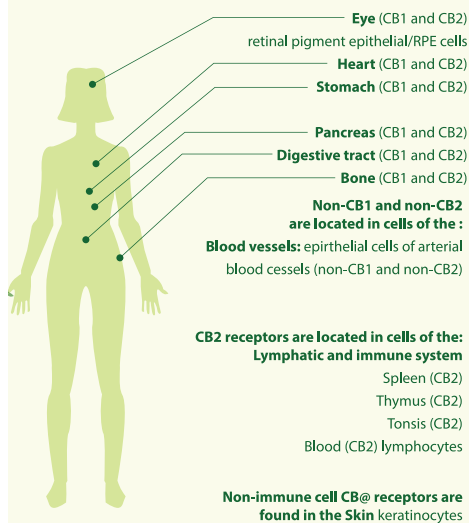 Eye (CB1 and CB2)
retinal pigment epithelial/RPE cells
Heart (CB1 and CB2)
Stomach (CB1 and CB2)
Pancreas (CB1 and CB2)
Digestive tract (CB1 and CB2)
Bone (CB1 and CB2)
Non-CB1 and non-CB2
are located in cells of the :
Blood vessels: epirthelial cells of arterial
blood cessels (non-CB1 and non-CB2)
CB2 receptors are located in cells of the:
Lymphatic and immune system
Spleen (CB2)
Thymus (CB2)
Tonsis (CB2)
Blood (CB2) lymphocytes
Non-immune cell CB@ receptors are
found in the Skin keratinocytes